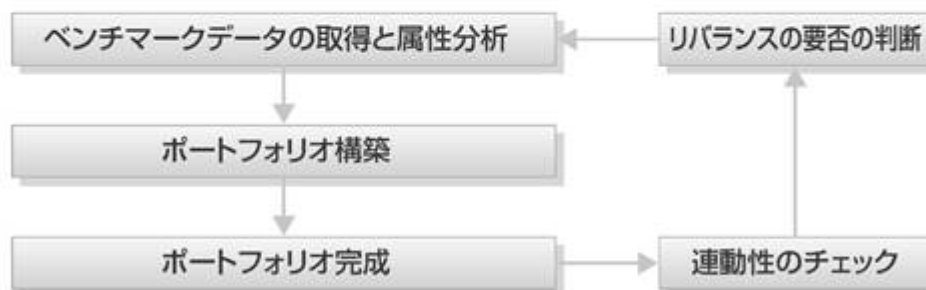 ベンチマークデータの取得と属性分析
リバランスの要否の判断
ポートフォリオ構築
ポートフォリオ完成
連動性のチェック